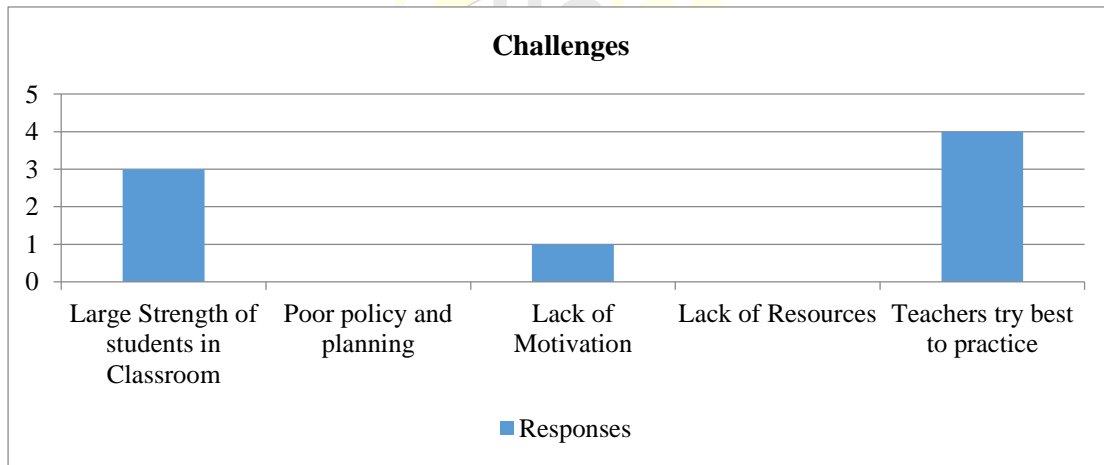 Challenges
5
4
3
2
1
0
Large Strength of
students in
Classroom
Poor policy and
planning
Lack of
Motivation
Lack of Resources
Teachers try best
to practice
Responses